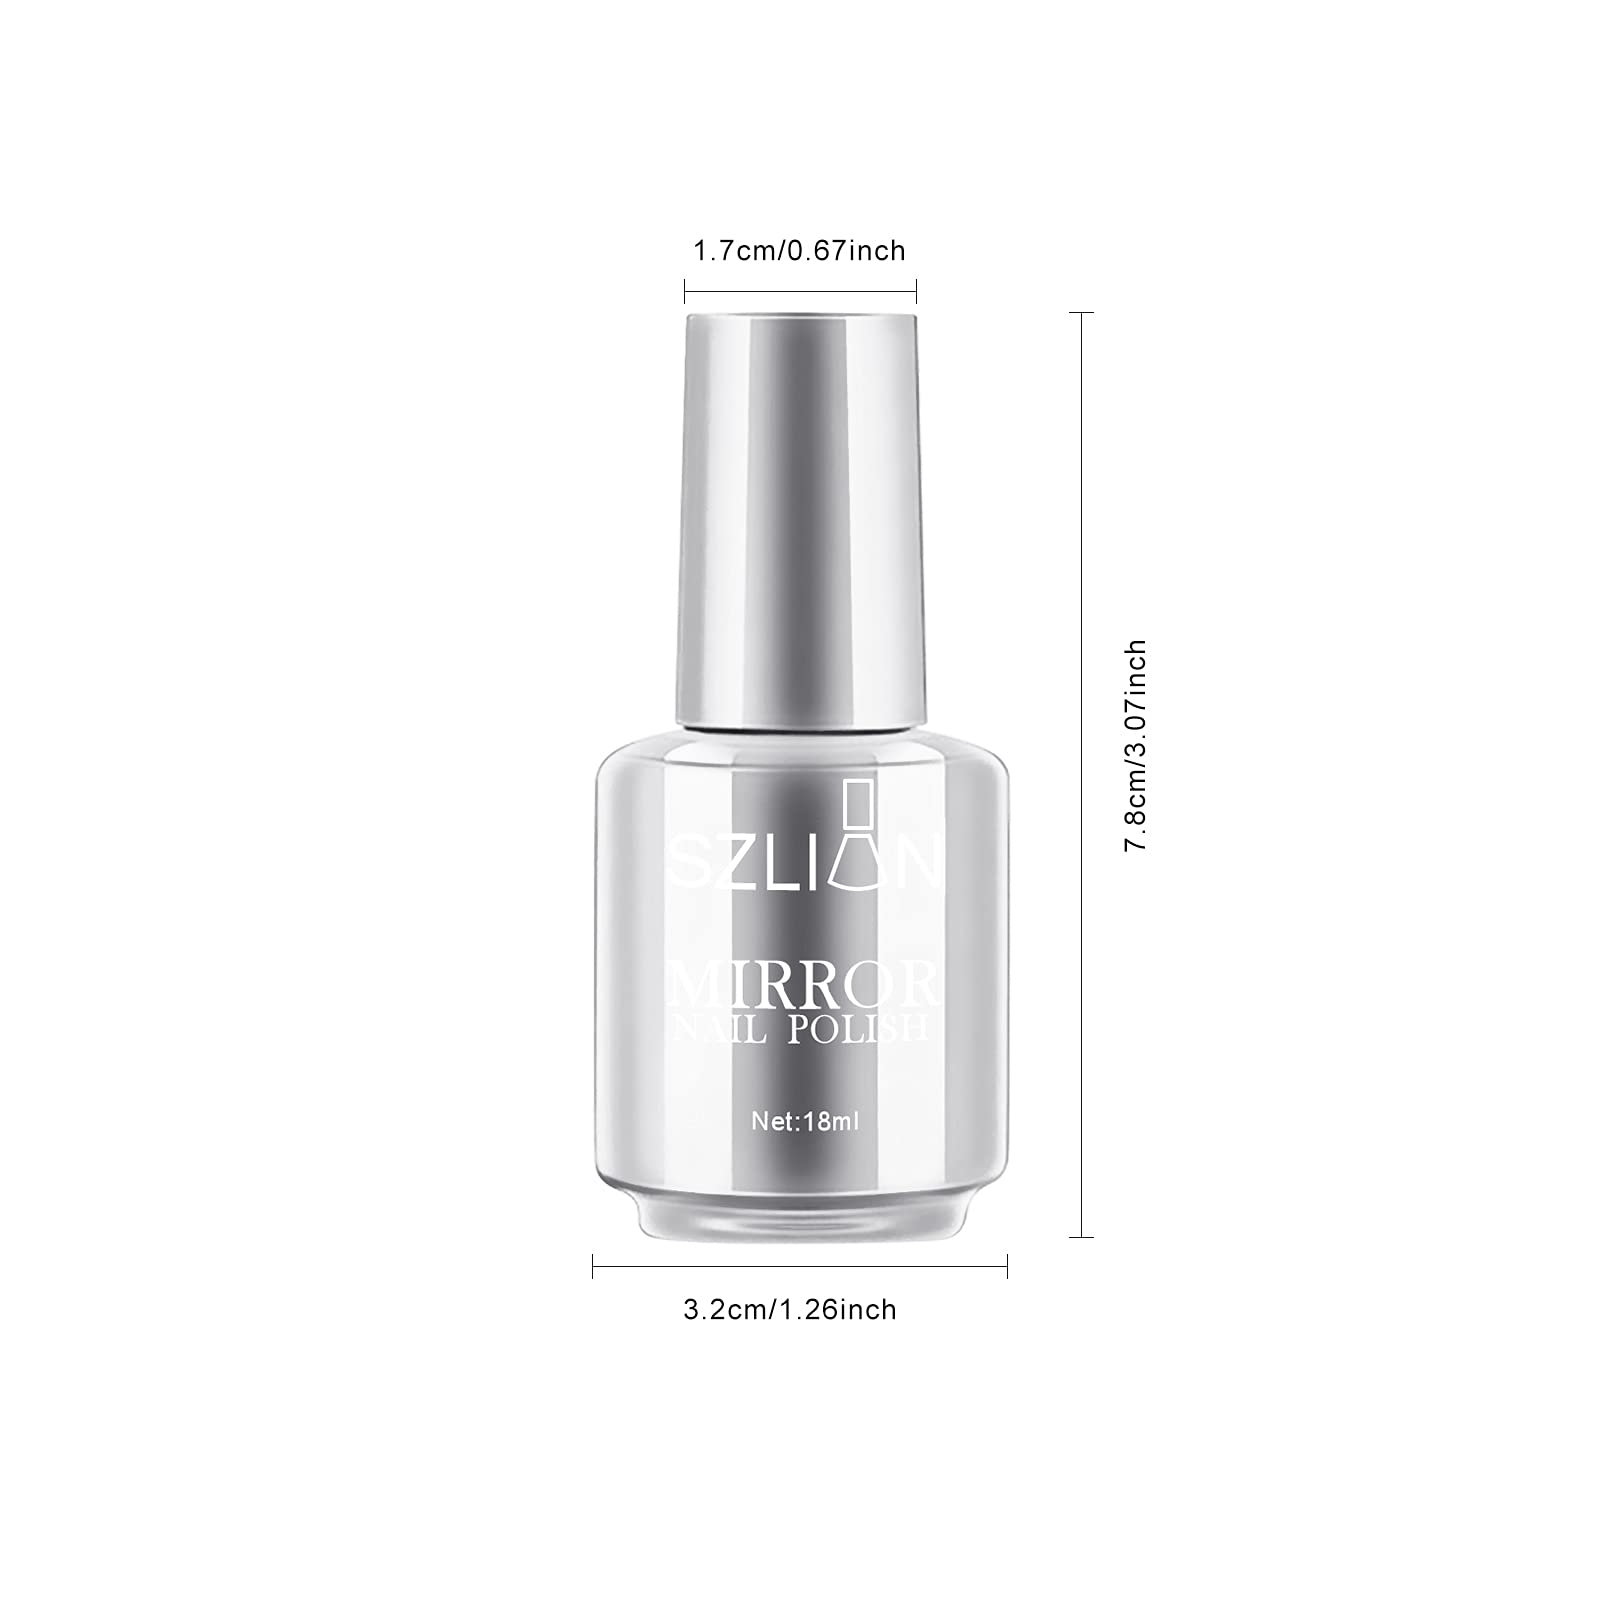 1.7cm/0.67inch
SZLIAN
MIRROR
NAIL POLISH
Net:18ml
7.8cm/3.07inch
3.2cm/1.26inch